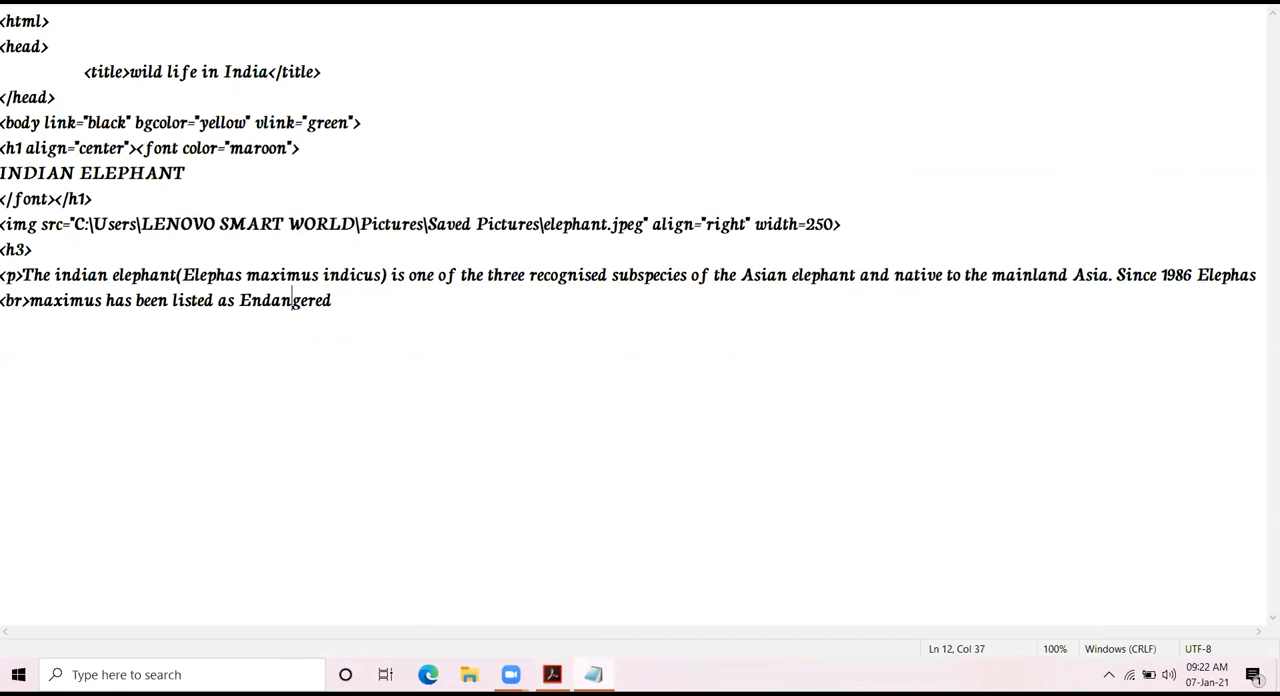 <html>
<head>
<title>wild life in India</title>
</head>
<body link="black" bgcolor="yellow" vlink="green">
<h1 align="center"><font color="maroon">
INDIAN ELEPHANT
</font></h1>
<img src="C:\Users\LENOVO SMART WORLD\Pictures\Saved Pictures\elephant.jpeg" align="right" width=250>
<h3>
<p>The indian elephant(Elephas maximus indicus) is one of the three recognised subspecies of the Asian elephant and native to the mainland Asia. Since 1986 Elephas
<br>maximus has been listed as Endangered
Ln 12, Col 37 100% Windows (CRLF) UTF-8
Type here to search
09:22 AM
07-Jan-21
1